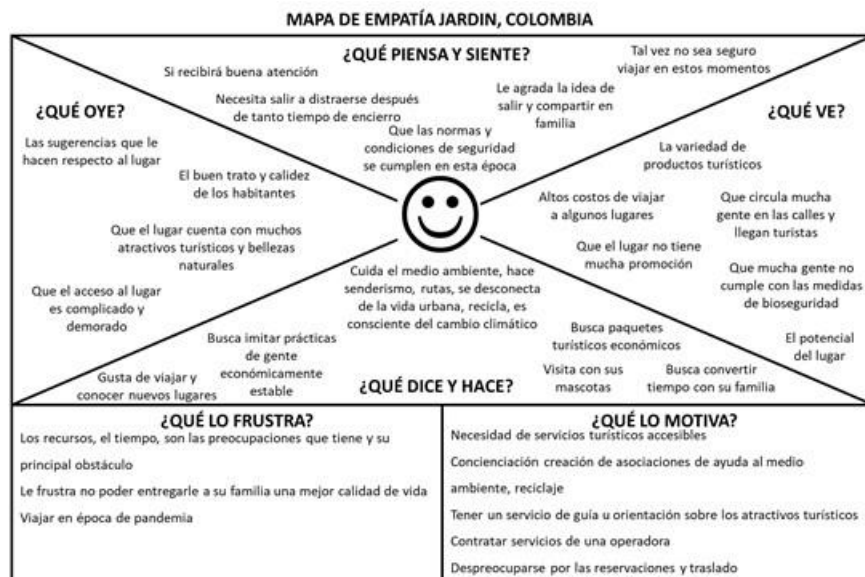 MAPA DE EMPATÍA JARDIN, COLOMBIA
¿QUÉ PIENSA Y SIENTE?
Si recibirá buena atención
Necesita salir a distraerse después
de tanto tiempo de encierro
Que las normas y
condiciones de seguridad
se cumplen en esta época
Le agrada la idea de
salir y compartir en
familia
Tal vez no sea seguro
viajar en estos momentos
¿QUÉ OYE?
Las sugerencias que le
hacen respecto al lugar
El buen trato y calidez
de los habitantes
Que el lugar cuenta con muchos
atractivos turísticos y bellezas
naturales
Que el acceso al lugar
es complicado y
demorado
¿QUÉ VE?
La variedad de
productos turísticos
Altos costos de viajar
a algunos lugares
Que circula mucha
gente en las calles y
llegan turistas
Que el lugar no tiene
mucha promoción
Que mucha gente no
cumple con las medidas
de bioseguridad
El potencial
del lugar
Cuida el medio ambiente, hace
senderismo, rutas, se desconecta
de la vida urbana, recicla, es
consciente del cambio climático
Busca imitar prácticas
de gente
económicamente
estable
Gusta de viajar y
conocer nuevos lugares
Busca paquetes
turísticos económicos
Visita con sus
mascotas
Busca convertir
tiempo con su familia
¿QUÉ DICE Y HACE?
¿QUÉ LO FRUSTRA?
Los recursos, el tiempo, son las preocupaciones que tiene y su
principal obstáculo
Le frustra no poder entregarle a su familia una mejor calidad de vida
Viajar en época de pandemia
¿QUÉ LO MOTIVA?
Necesidad de servicios turísticos accesibles
Concienciación creación de asociaciones de ayuda al medio
ambiente, reciclaje
Tener un servicio de guía u orientación sobre los atractivos turísticos
Contratar servicios de una operadora
Despreocuparse por las reservaciones y traslado